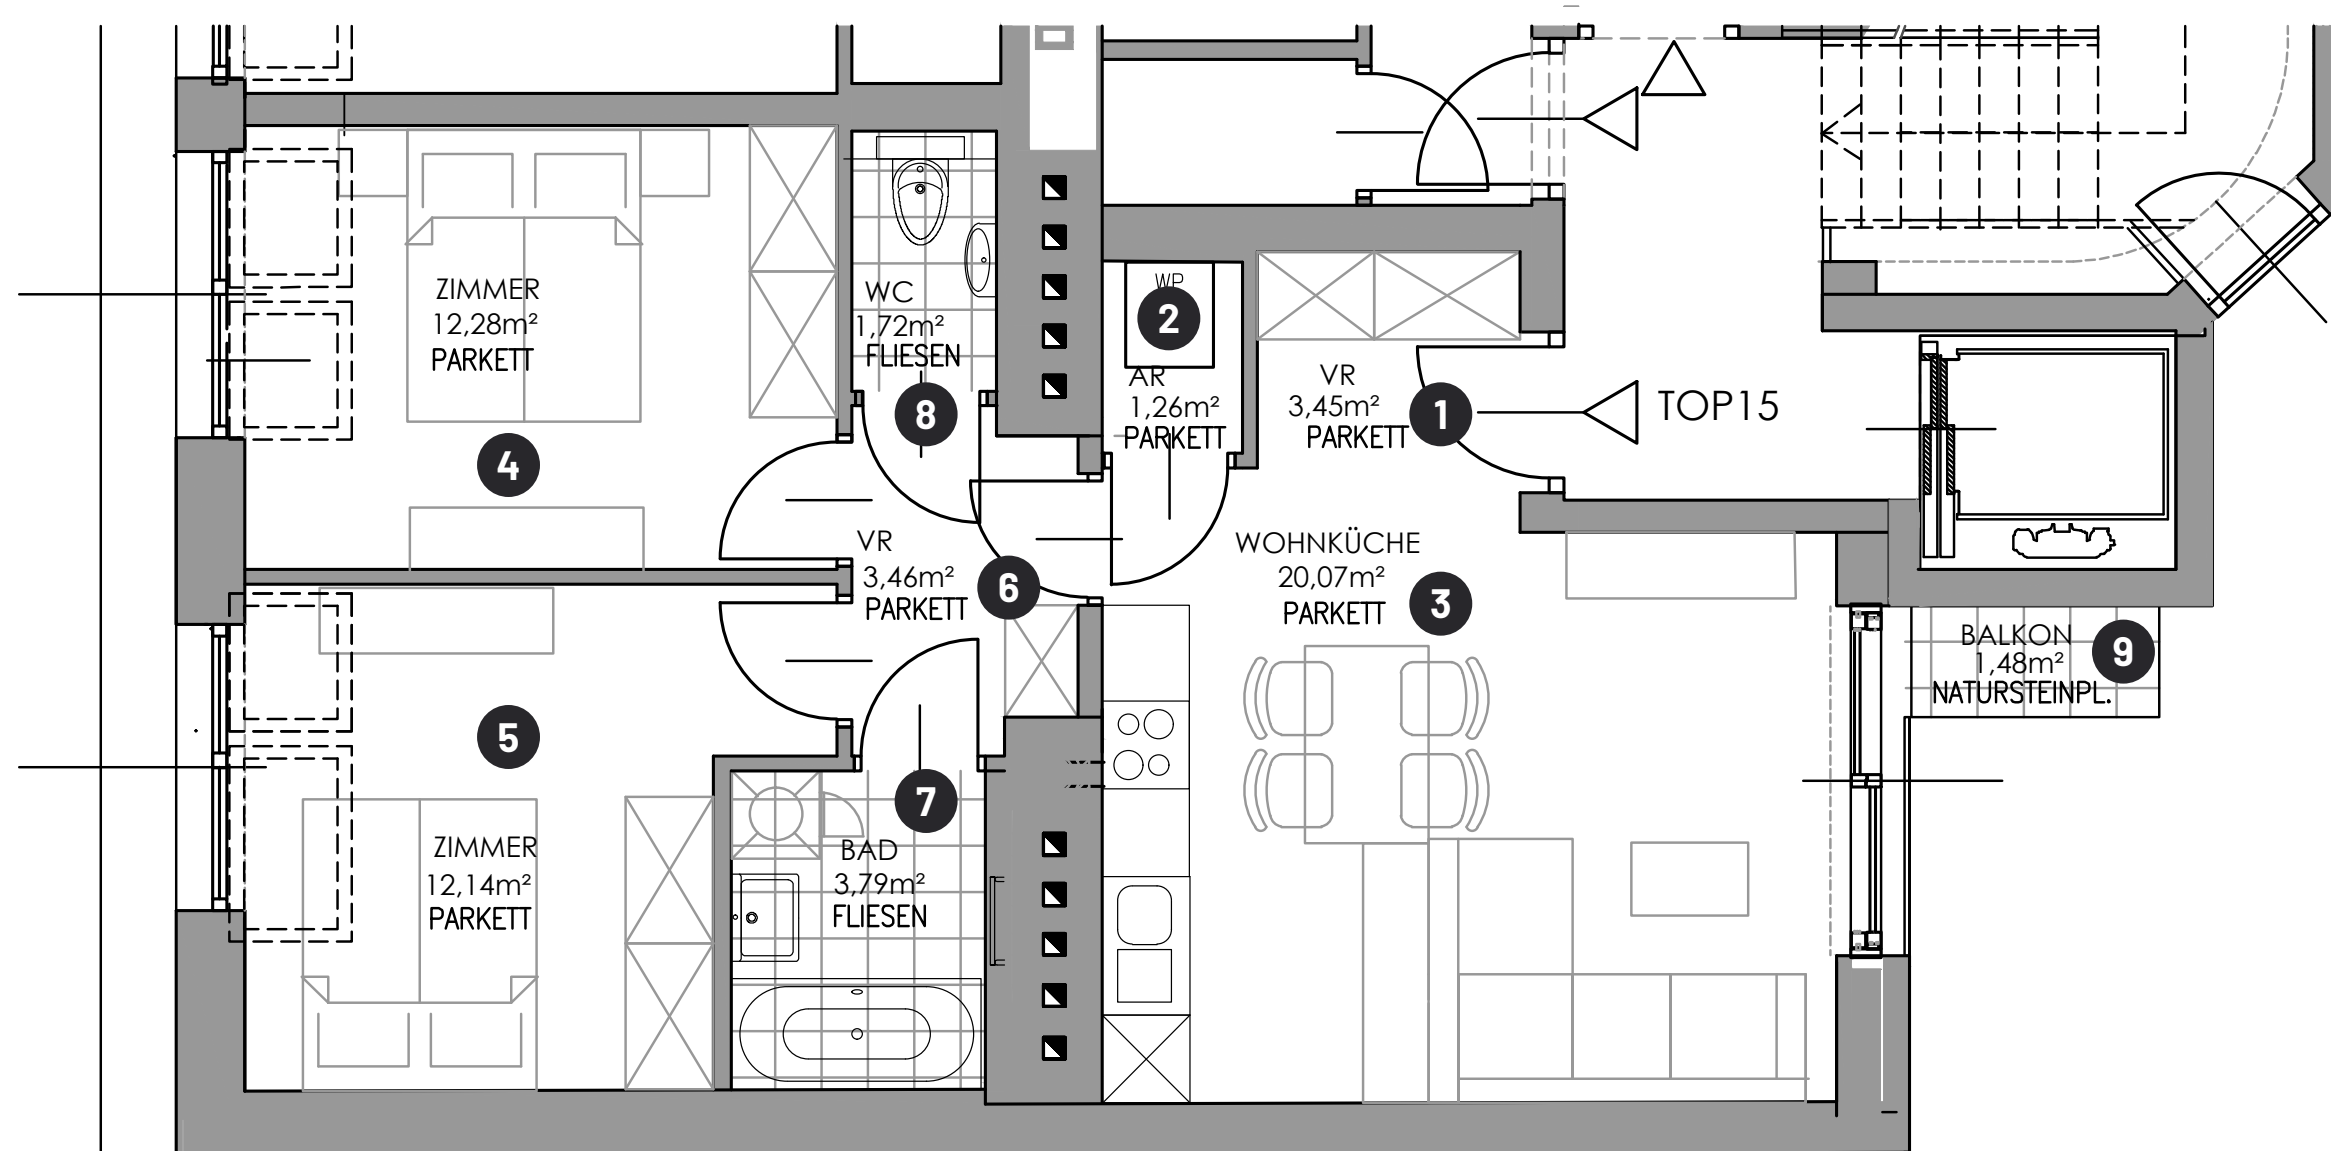 ZIMMER
12,28m²
PARKETT
4
WC
1,72m²
FLIESEN
8
WP
2
AR
1,26m²
PARKETT
VR
3,45m²
PARKETT
1
TOP15
VR
3,46m²
PARKETT
6
WOHNKÜCHE
20,07m²
PARKETT
3
BALKON
1,48m²
NATURSTEINPL.
9
5
ZIMMER
12,14m²
PARKETT
7
BAD
3,79m²
FLIESEN